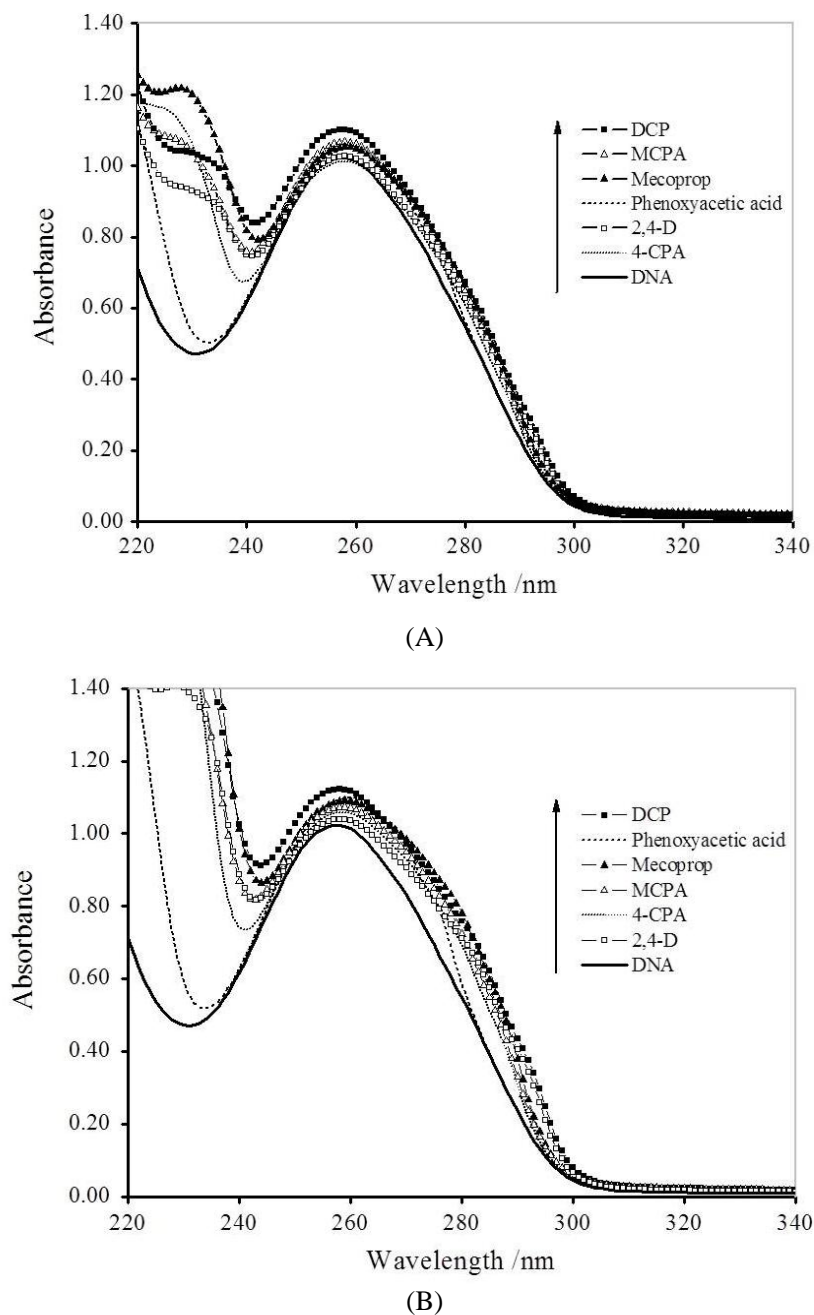 1.40
1.20
1.00
0.80
0.60
0.40
0.20
0.00
Absorbance
DCP
MCPA
Mecoprop
Phenoxyacetic acid
2,4-D
4-CPA
DNA
220 240 260 280 300 320 340
Wavelength /nm
(A)
1.40
1.20
1.00
0.80
0.60
0.40
0.20
0.00
Absorbance
DCP
Phenoxyacetic acid
Mecoprop
MCPA
4-CPA
2,4-D
DNA
220 240 260 280 300 320 340
Wavelength /nm
(B)